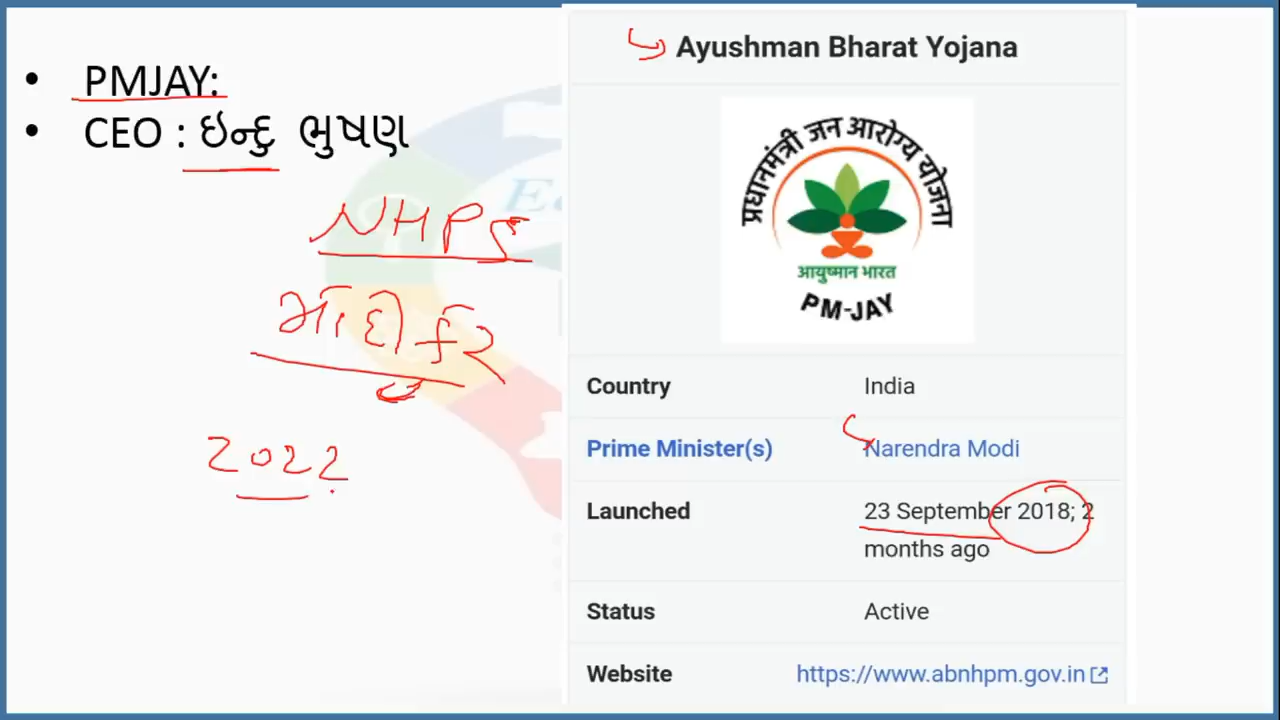 PMJAY:
CEO : ઇન્દુ ભુષણ
NHPS
મોદી કેર
2022
Ayushman Bharat Yojana
प्रधानमंत्री जन आरोग्य योजना
आयुष्मान भारत
PM-JAY
Country India
Prime Minister(s) Narendra Modi
Launched 23 September 2018; 2
months ago
Status Active
Website https://www.abnhpm.gov.in